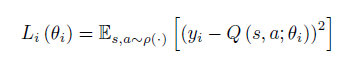 L_i (θ_i) = 𝔼_{s,a∼ρ(·)} [(y_i − Q (s, a; θ_i))^2]